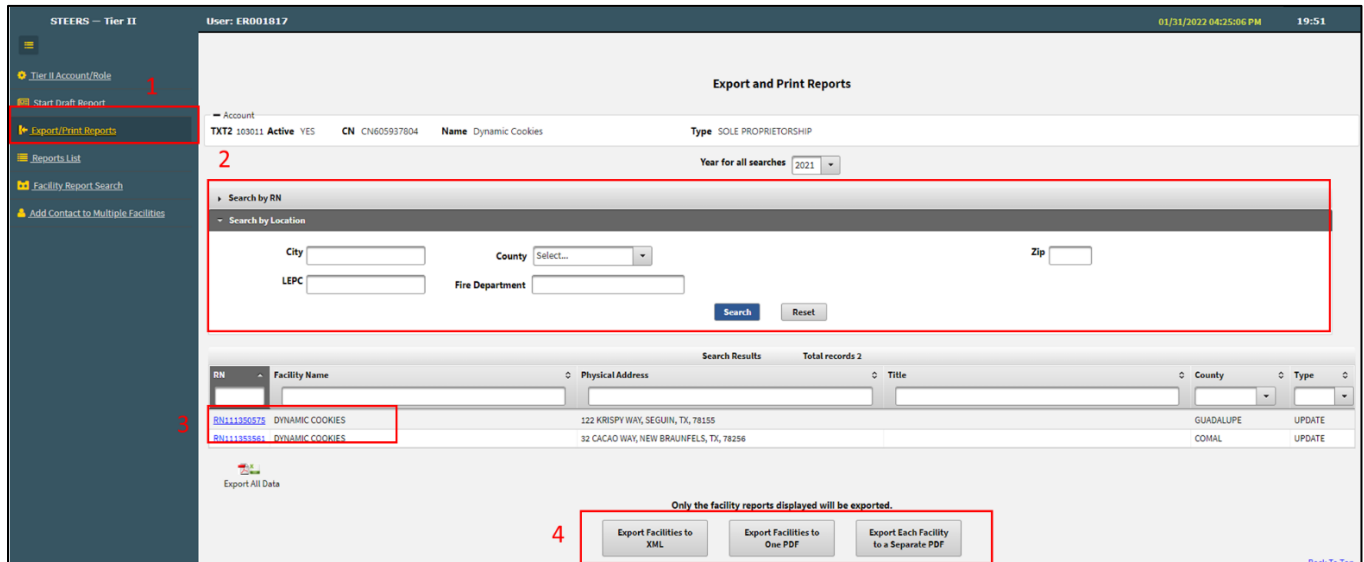 STEERS — Tier II User: ER001817 01/31/2022 04:25:06 PM 19:51
Tier II Account/Role
1
Start Draft Report
Export/Print Reports
Reports List
Facility Report Search
Add Contact to Multiple Facilities
Export and Print Reports
Account
TXT2 103011 Active YES CN CN605937804 Name Dynamic Cookies Type SOLE PROPRIETORSHIP
2
Year for all searches 2021
Search by RN
Search by Location
City County Select... Zip
LEPC Fire Department
Search Reset
Search Results Total records 2
RN Facility Name Physical Address Title County Type
3
RN111350575 DYNAMIC COOKIES 122 KRISPY WAY, SEGUIN, TX, 78155 GUADALUPE UPDATE
RN111353561 DYNAMIC COOKIES 32 CACAO WAY, NEW BRAUNFELS, TX, 78256 COMAL UPDATE
Export All Data
Only the facility reports displayed will be exported.
4
Export Facilities to XML Export Facilities to One PDF Export Each Facility to a Separate PDF